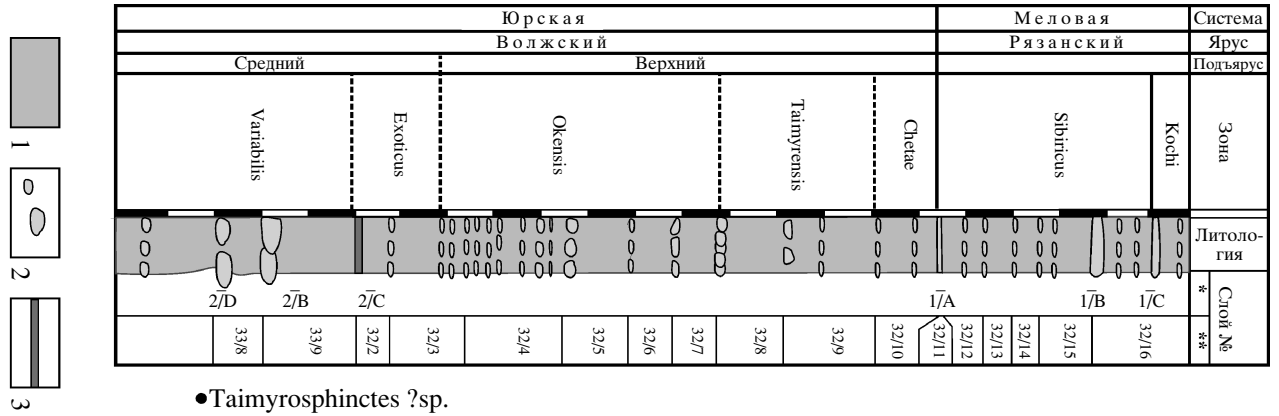 Юрская Меловая Система
Волжский Рязанский Ярус
Средний Верхний Подъярус
Variabilis Exoticus Okensis Taimyrensis Chetae Sibiricus Kochi Зона
Литоло-
гия
2/D 2/B 2/C 1/A 1/B 1/C *
33/8 33/9 32/2 32/3 32/4 32/5 32/6 32/7 32/8 32/9 32/10 32/11 32/12 32/13 32/14 32/15 32/16 **
Слой №
1
2
3
•Taimyrosphinctes ?sp.